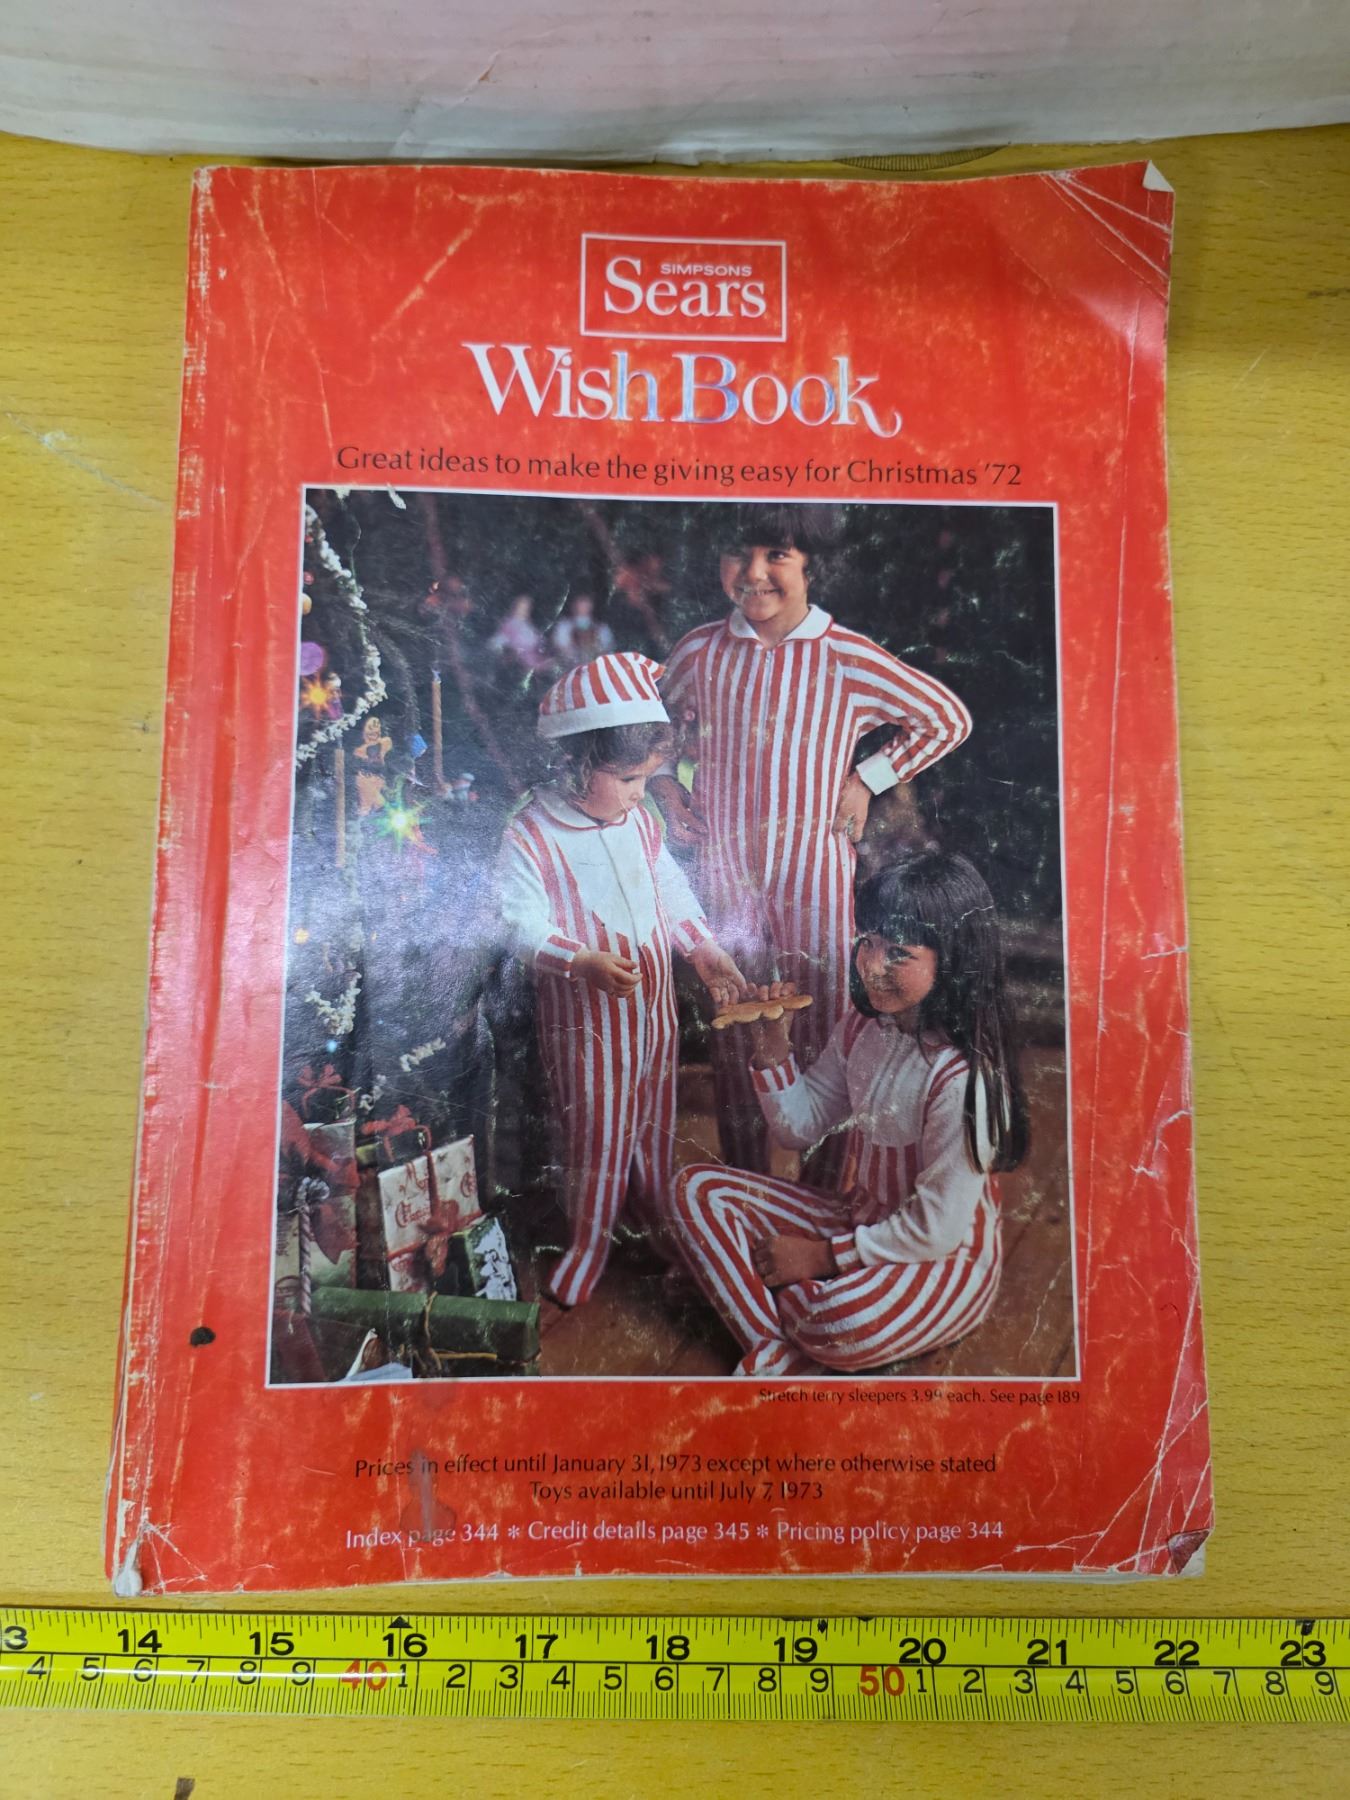 SIMPSONS
Sears
Wish Book
Great ideas to make the giving easy for Christmas '72
Stretch terry sleepers 3.99 each. See page 189
Prices in effect until January 31, 1973 except where otherwise stated
Toys available until July 7, 1973
Index page 344 * Credit details page 345 * Pricing policy page 344
3 14 15 16 17 18 19 20 21 22 23
4 5 6 7 8 9 40 1 2 3 4 5 6 7 8 9 50 1 2 3 4 5 6 7 8 9